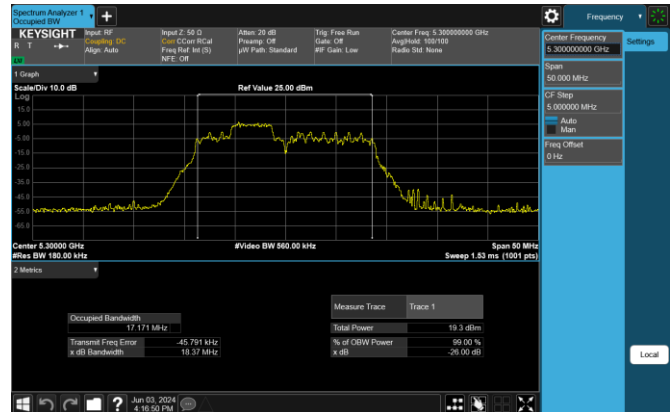 Spectrum Analyzer 1
Occupied BW
Frequency
KEYSIGHT
R T
LXI
Input: RF
Coupling: DC
Align: Auto
Input Z: 50 Ω
Corr CCorr RCal
Freq Ref: Int (S)
NFE: Off
Atten: 20 dB
Preamp: Off
µW Path: Standard
Trig: Free Run
Gate: Off
#IF Gain: Low
Center Freq: 5.300000000 GHz
Avg|Hold: 100/100
Radio Std: None
Center Frequency
5.300000000 GHz
Settings
Span
50.000 MHz
CF Step
5.000000 MHz
Auto
Man
Freq Offset
0 Hz
1 Graph
Scale/Div 10.0 dB
Ref Value 25.00 dBm
Log
15.0
5.00
-5.00
-15.0
-25.0
-35.0
-45.0
-55.0
-65.0
Center 5.30000 GHz
#Video BW 560.00 kHz
Span 50 MHz
#Res BW 180.00 kHz
Sweep 1.53 ms (1001 pts)
2 Metrics
Measure Trace
Trace 1
Occupied Bandwidth
17.171 MHz
Total Power
19.3 dBm
Transmit Freq Error
-45.791 kHz
% of OBW Power
99.00 %
x dB Bandwidth
18.37 MHz
x dB
-26.00 dB
Local
Jun 03, 2024
4:16:50 PM